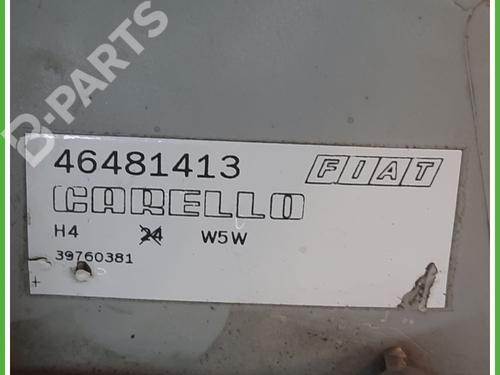 B-PARTS
46481413 FIAT
CARELLO
H4 24 W5W
39760381
+